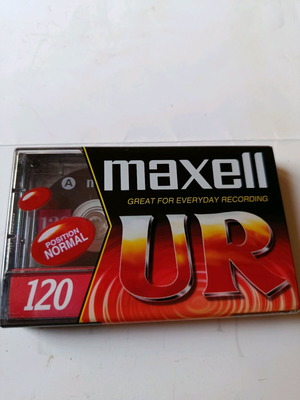 maxell
GREAT FOR EVERYDAY RECORDING
A
POSITION
NORMAL
UR
120